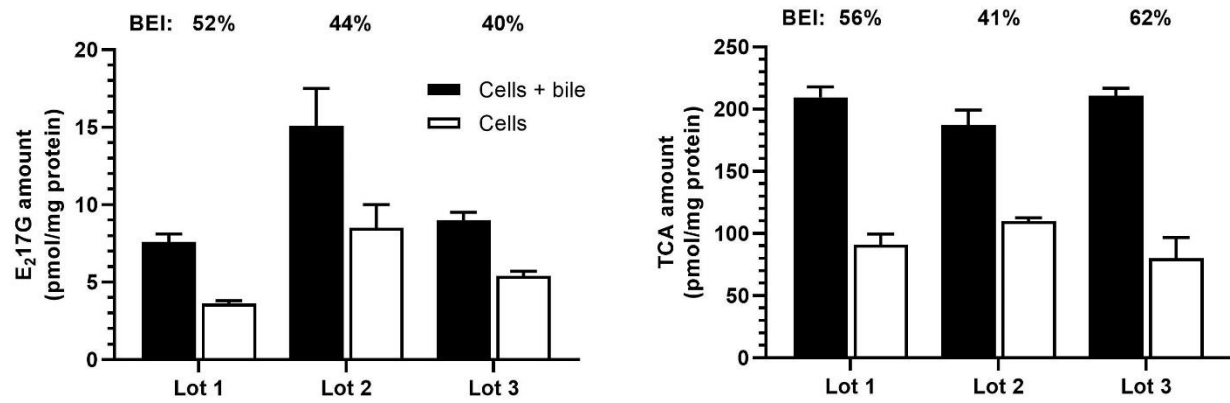 BEI: 52% 44% 40%
20
15
10
5
0
E₂17G amount
(pmol/mg protein)
Cells + bile
Cells
Lot 1 Lot 2 Lot 3
BEI: 56% 41% 62%
250
200
150
100
50
0
TCA amount
(pmol/mg protein)
Lot 1 Lot 2 Lot 3